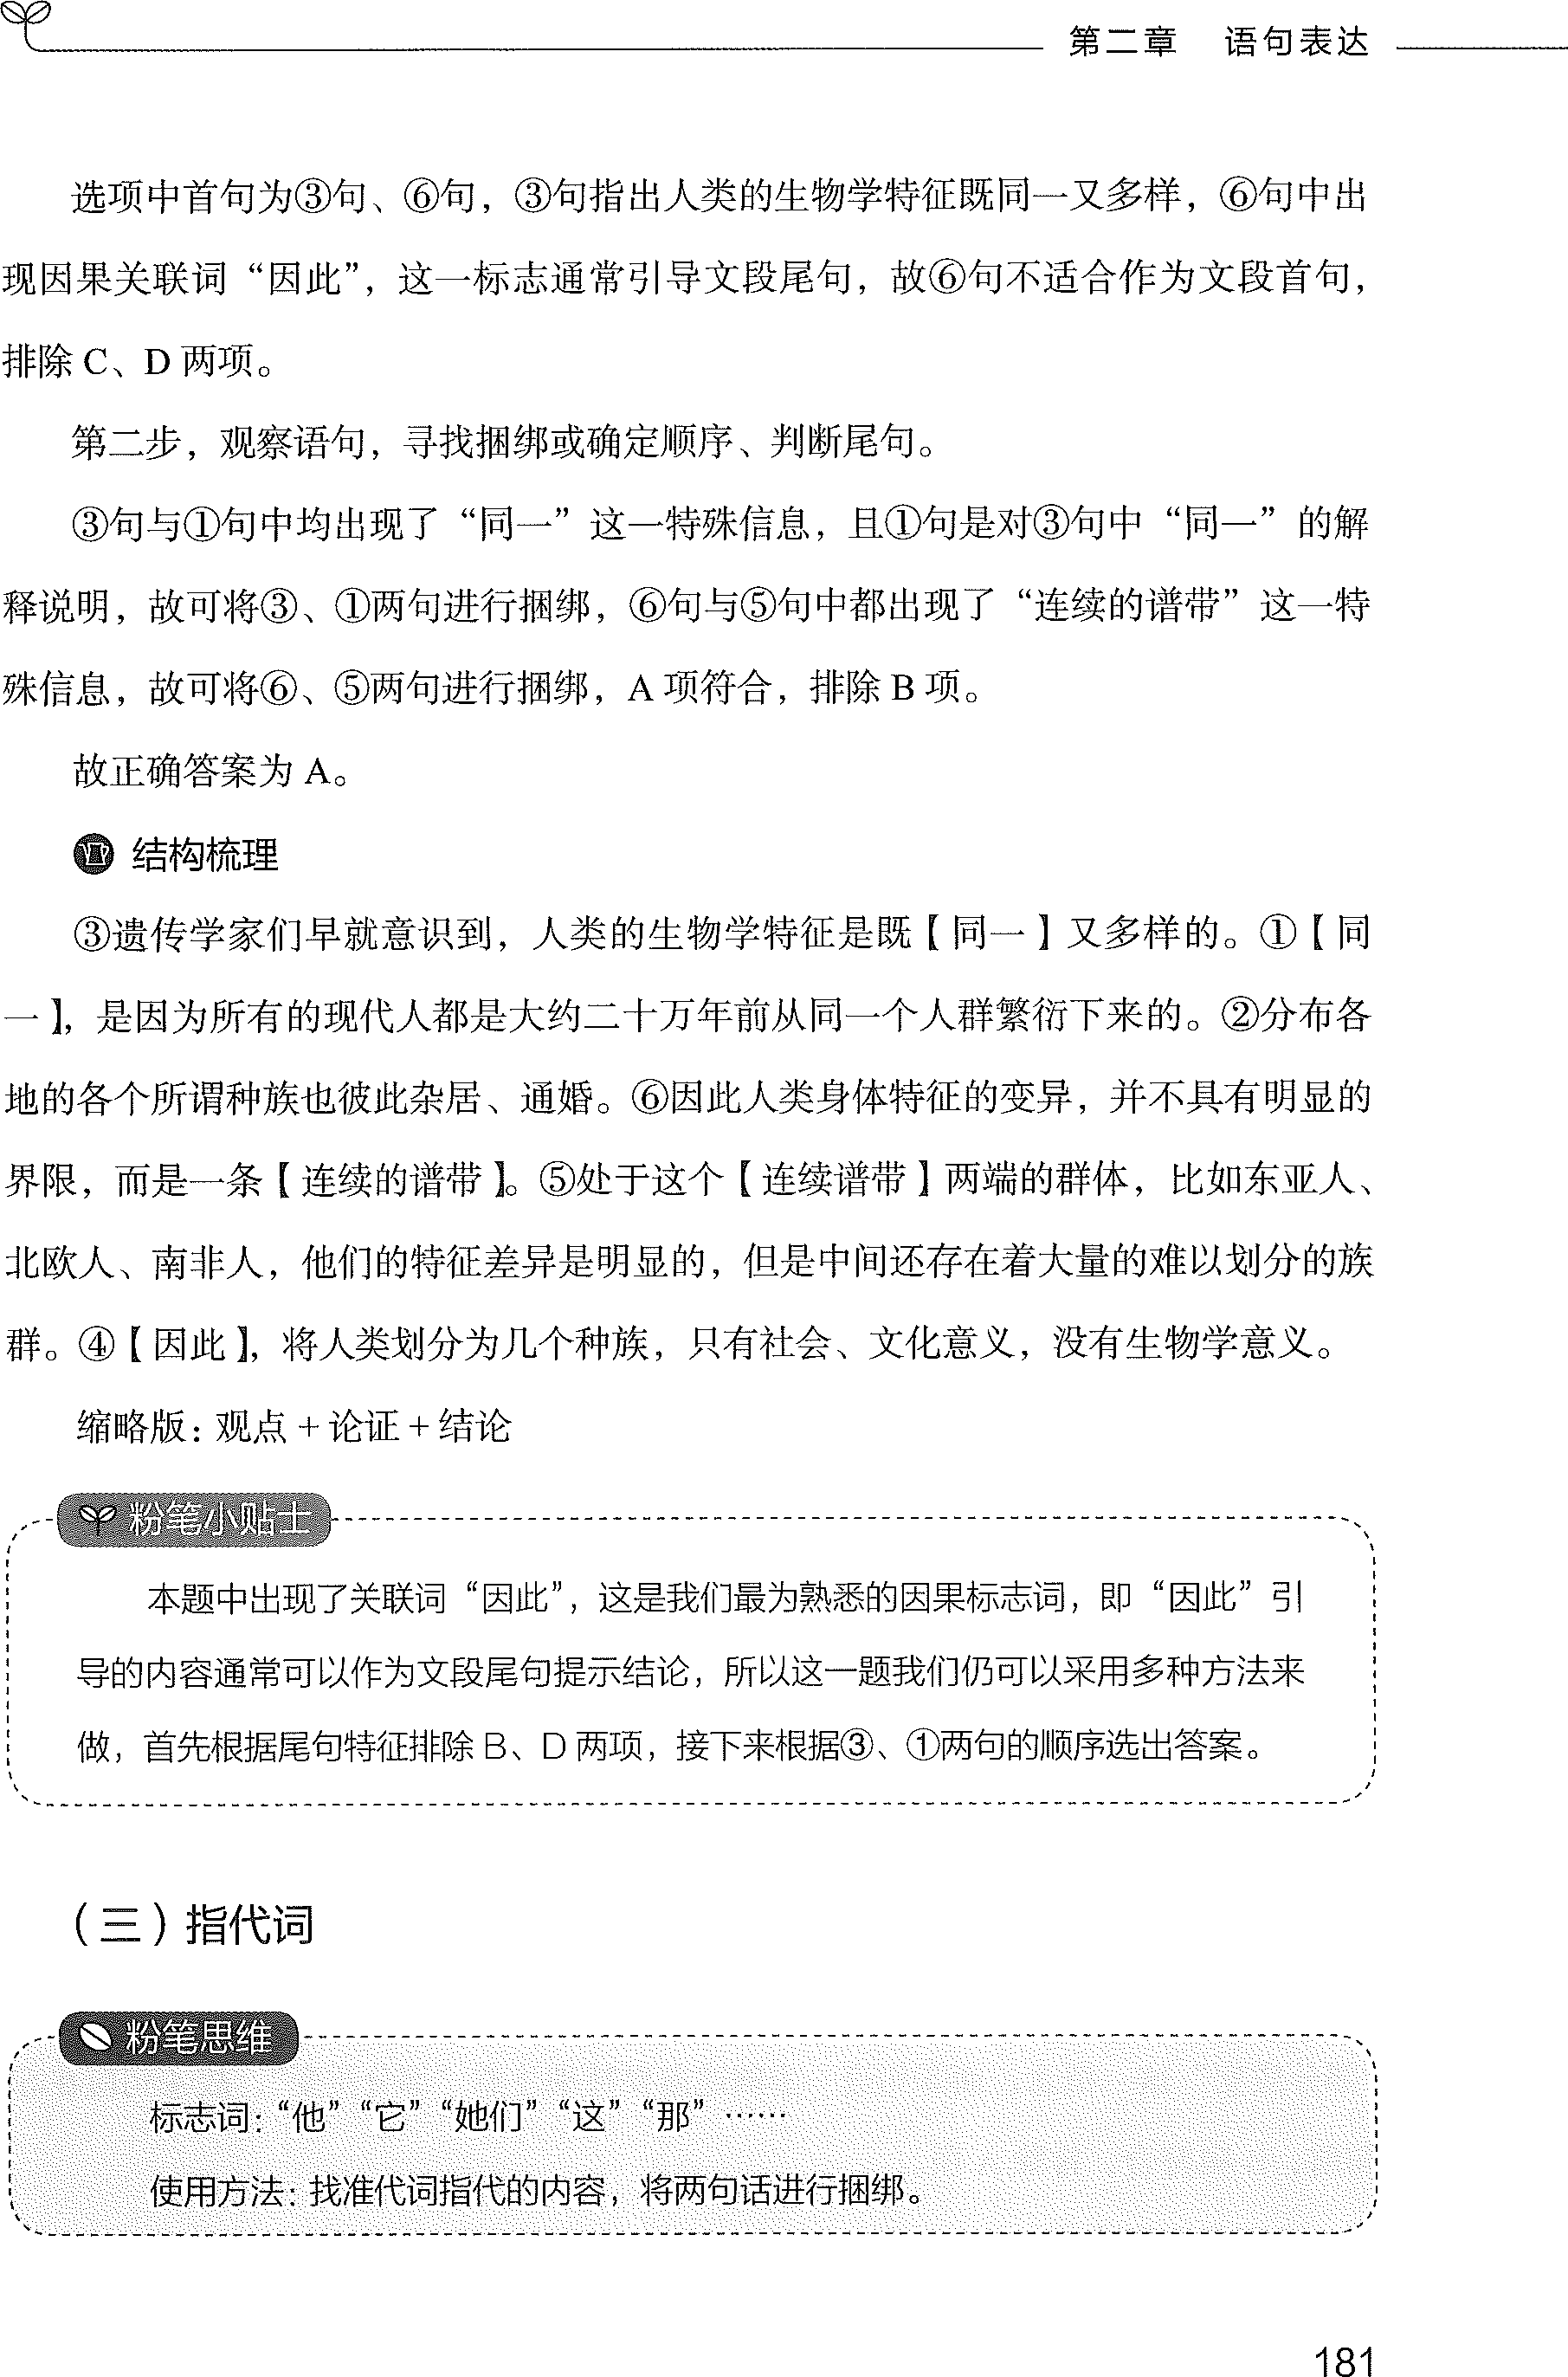 第二章 语句表达
选项中首句为③句、⑥句，③句指出人类的生物学特征既同一又多样，⑥句中出
现因果关联词“因此”，这一标志通常引导文段尾句，故⑥句不适合作为文段首句，
排除 C、D 两项。
第二步，观察语句，寻找捆绑或确定顺序、判断尾句。
③句与①句中均出现了“同一”这一特殊信息，且①句是对③句中“同一”的解
释说明，故可将③、①两句进行捆绑，⑥句与⑤句中都出现了“连续的谱带”这一特
殊信息，故可将⑥、⑤两句进行捆绑，A 项符合，排除 B 项。
故正确答案为 A。
结构梳理
③遗传学家们早就意识到，人类的生物学特征是既【同一】又多样的。①【同
一】，是因为所有的现代人都是大约二十万年前从同一个人群繁衍下来的。②分布各
地的各个所谓种族也彼此杂居、通婚。⑥因此人类身体特征的变异，并不具有明显的
界限，而是一条【连续的谱带】。⑤处于这个【连续谱带】两端的群体，比如东亚人、
北欧人、南非人，他们的特征差异是明显的，但是中间还存在着大量的难以划分的族
群。④【因此】，将人类划分为几个种族，只有社会、文化意义，没有生物学意义。
缩略版：观点 + 论证 + 结论
粉笔小贴士
本题中出现了关联词“因此”，这是我们最为熟悉的因果标志词，即“因此”引
导的内容通常可以作为文段尾句提示结论，所以这一题我们仍可以采用多种方法来
做，首先根据尾句特征排除 B、D 两项，接下来根据③、①两句的顺序选出答案。
（三）指代词
粉笔思维
标志词：“他”“它”“她们”“这”“那”……
使用方法：找准代词指代的内容，将两句话进行捆绑。
181